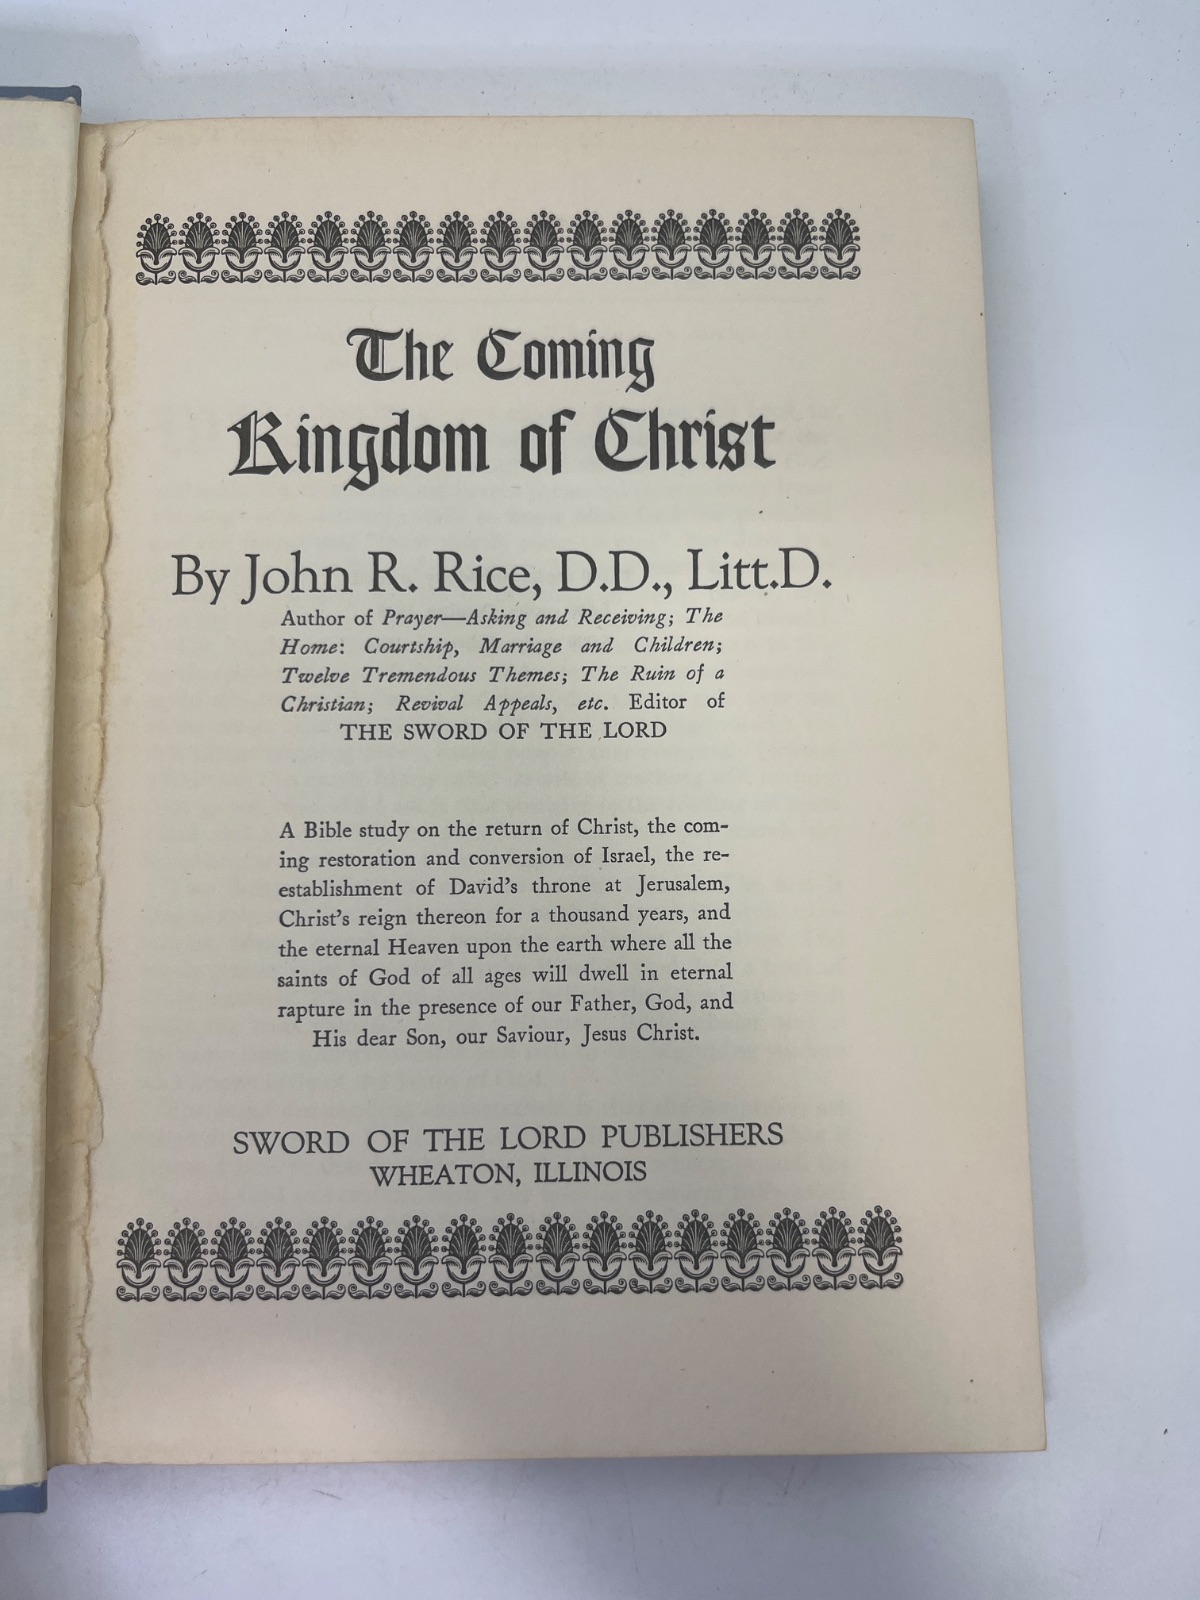 The Coming
Kingdom of Christ
By John R. Rice, D.D., Litt.D.
Author of Prayer—Asking and Receiving; The
Home: Courtship, Marriage and Children;
Twelve Tremendous Themes; The Ruin of a
Christian; Revival Appeals, etc. Editor of
THE SWORD OF THE LORD
A Bible study on the return of Christ, the com-
ing restoration and conversion of Israel, the re-
establishment of David's throne at Jerusalem,
Christ's reign thereon for a thousand years, and
the eternal Heaven upon the earth where all the
saints of God of all ages will dwell in eternal
rapture in the presence of our Father, God, and
His dear Son, our Saviour, Jesus Christ.
SWORD OF THE LORD PUBLISHERS
WHEATON, ILLINOIS